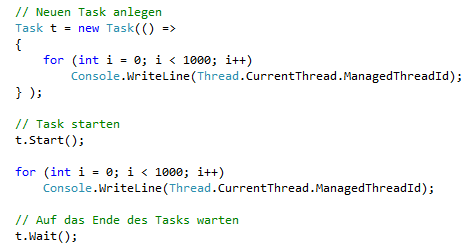 // Neuen Task anlegen
Task t = new Task(() =>
{
    for (int i = 0; i < 1000; i++)
        Console.WriteLine(Thread.CurrentThread.ManagedThreadId);
} );

// Task starten
t.Start();

for (int i = 0; i < 1000; i++)
    Console.WriteLine(Thread.CurrentThread.ManagedThreadId);

// Auf das Ende des Tasks warten
t.Wait();